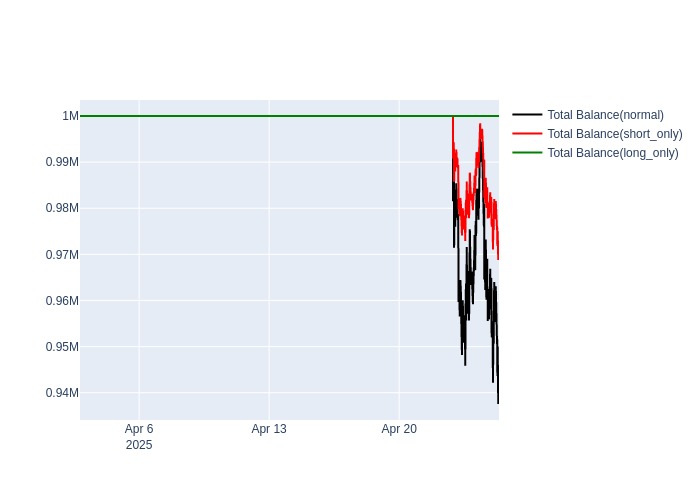 1M
0.99M
0.98M
0.97M
0.96M
0.95M
0.94M
Apr 6
2025
Apr 13
Apr 20
Total Balance(normal)
Total Balance(short_only)
Total Balance(long_only)